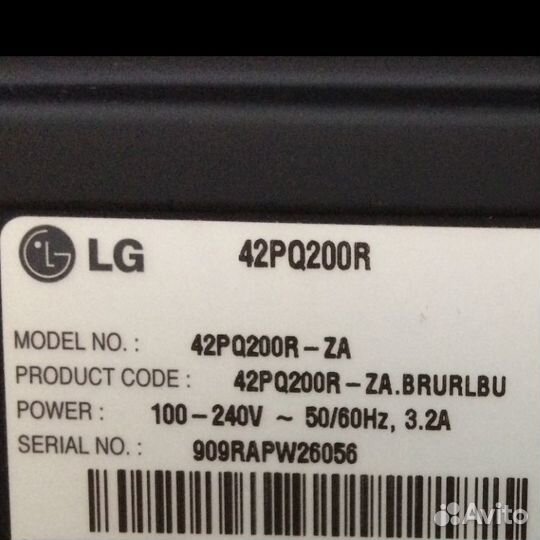 LG 42PQ200R
MODEL NO. : 42PQ200R-ZA
PRODUCT CODE : 42PQ200R-ZA.BRURLBU
POWER : 100-240V ~ 50/60Hz, 3.2A
SERIAL NO. : 909RAPW26056
Avito